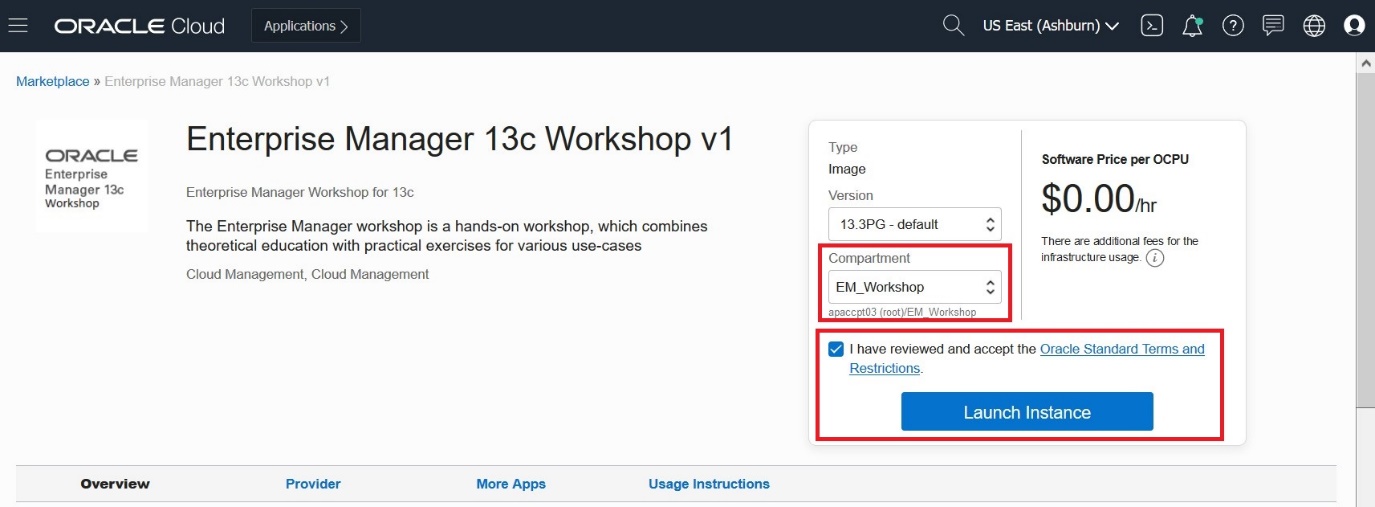 ORACLE Cloud
Applications >
US East (Ashburn)
Marketplace » Enterprise Manager 13c Workshop v1
ORACLE
Enterprise
Manager 13c
Workshop
Enterprise Manager 13c Workshop v1
Enterprise Manager Workshop for 13c
The Enterprise Manager workshop is a hands-on workshop, which combines
theoretical education with practical exercises for various use-cases
Cloud Management, Cloud Management
Type
Image
Version
13.3PG - default
Compartment
EM_Workshop
apaccpt03 (root)/EM_Workshop
Software Price per OCPU
$0.00/hr
There are additional fees for the
infrastructure usage. i
I have reviewed and accept the Oracle Standard Terms and
Restrictions.
Launch Instance
Overview
Provider
More Apps
Usage Instructions